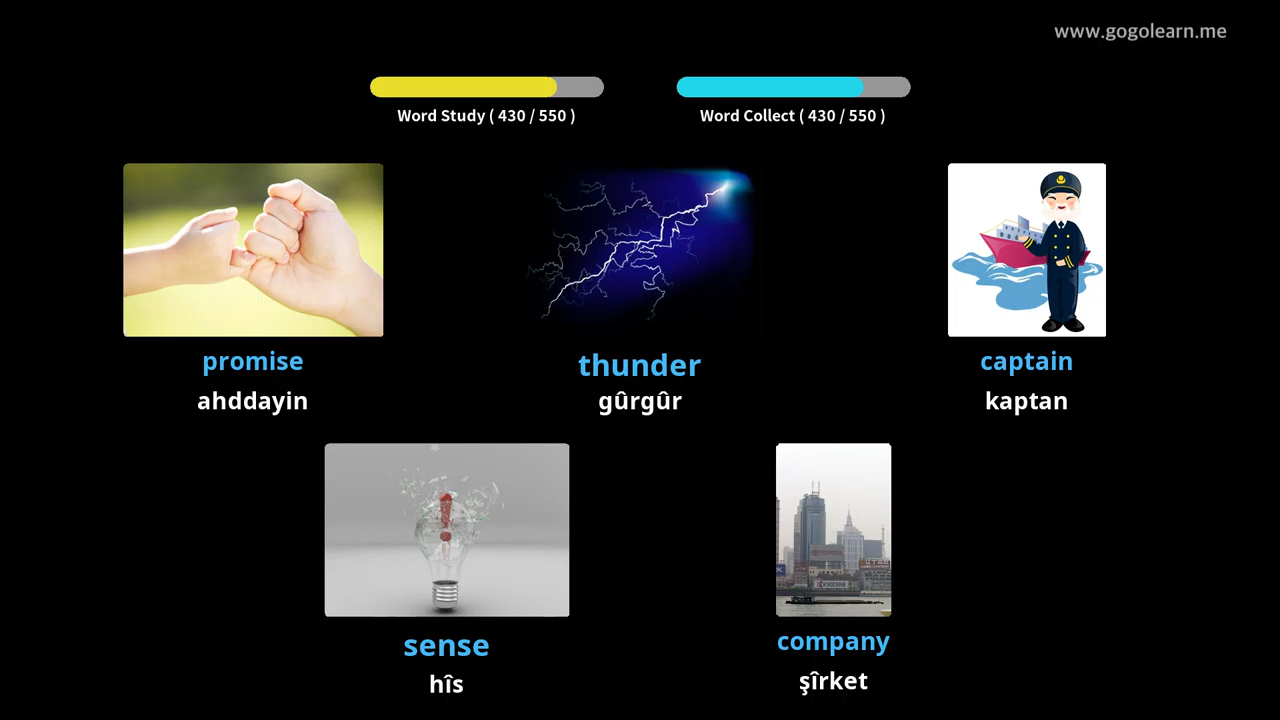 www.gogolearn.me
Word Study ( 430 / 550 )
Word Collect ( 430 / 550 )
promise
ahddayin
thunder
gûrgûr
captain
kaptan
TOYOTA
sense
hîs
company
şîrket